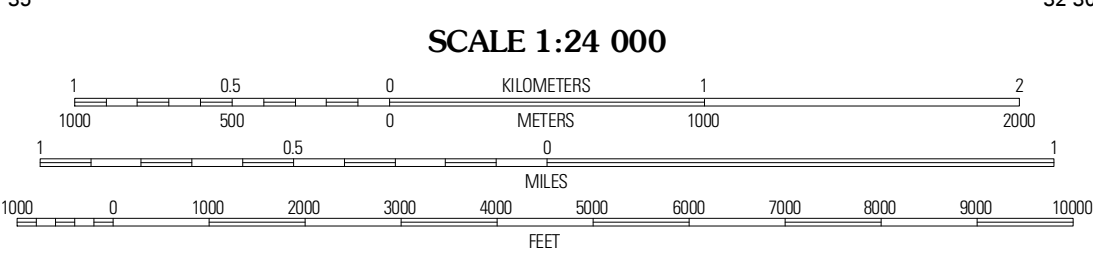 SCALE 1:24 000
1 0.5 0 KILOMETERS 1 2
1000 500 0 METERS 1000 2000
1 0.5 0 1
MILES
1000 0 1000 2000 3000 4000 5000 6000 7000 8000 9000 10000
FEET